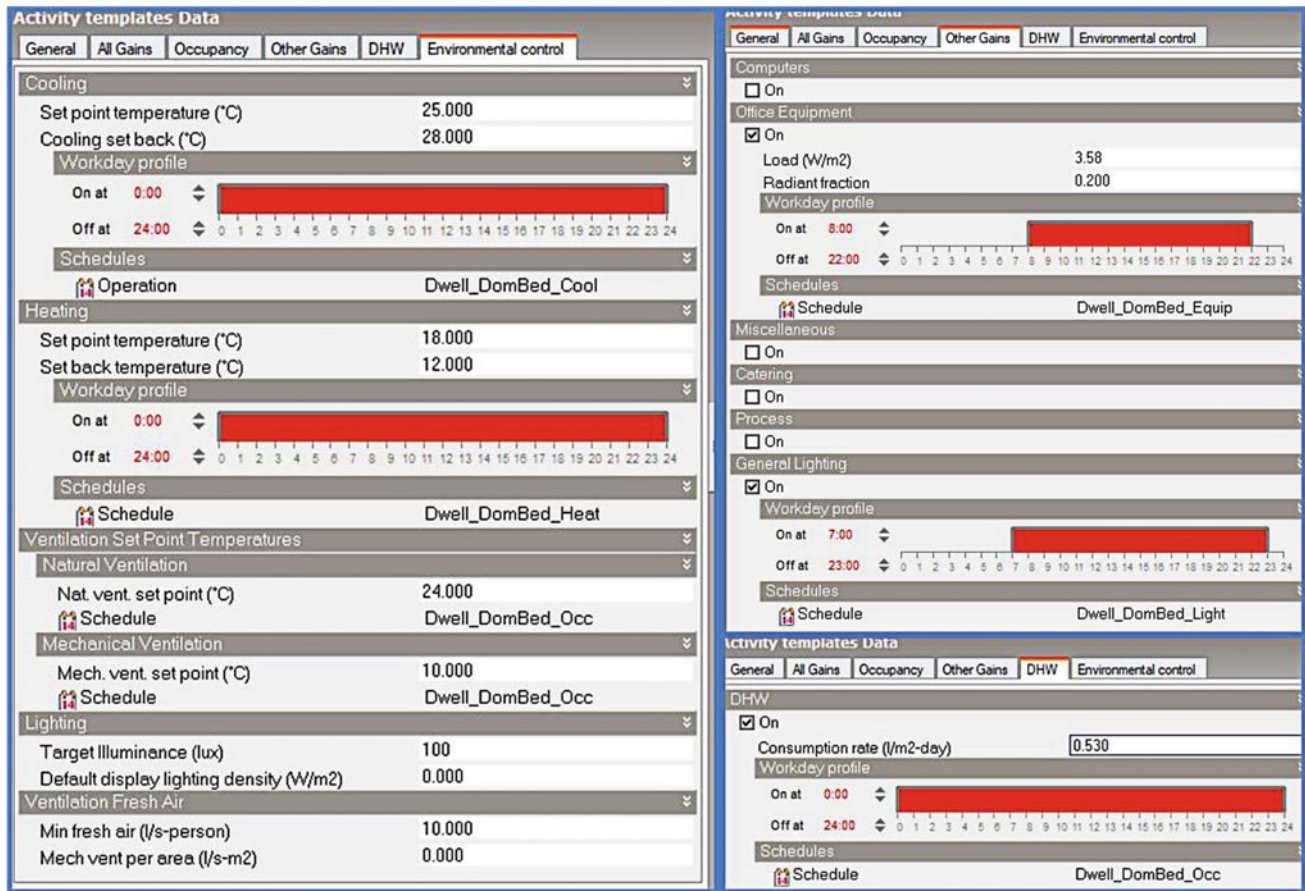 Activity templates Data
General All Gains Occupancy Other Gains DHW Environmental control
Cooling
Set point temperature (°C) 25.000
Cooling set back (°C) 28.000
Workday profile
On at 0:00
Off at 24:00 0 1 2 3 4 5 6 7 8 9 10 11 12 13 14 15 16 17 18 19 20 21 22 23 24
Schedules
Operation Dwell_DomBed_Cool
Heating
Set point temperature (°C) 18.000
Set back temperature (°C) 12.000
Workday profile
On at 0:00
Off at 24:00 0 1 2 3 4 5 6 7 8 9 10 11 12 13 14 15 16 17 18 19 20 21 22 23 24
Schedules
Schedule Dwell_DomBed_Heat
Ventilation Set Point Temperatures
Natural Ventilation
Nat. vent. set point (°C) 24.000
Schedule Dwell_DomBed_Occ
Mechanical Ventilation
Mech. vent. set point (°C) 10.000
Schedule Dwell_DomBed_Occ
Lighting
Target Illuminance (lux) 100
Default display lighting density (W/m2) 0.000
Ventilation Fresh Air
Min fresh air (l/s-person) 10.000
Mech vent per area (l/s-m2) 0.000
Activity templates Data
General All Gains Occupancy Other Gains DHW Environmental control
Computers
On
Office Equipment
On
Load (W/m2) 3.58
Radiant fraction 0.200
Workday profile
On at 8:00
Off at 22:00 0 1 2 3 4 5 6 7 8 9 10 11 12 13 14 15 16 17 18 19 20 21 22 23 24
Schedules
Schedule Dwell_DomBed_Equip
Miscellaneous
On
Catering
On
Process
On
General Lighting
On
Workday profile
On at 7:00
Off at 23:00 0 1 2 3 4 5 6 7 8 9 10 11 12 13 14 15 16 17 18 19 20 21 22 23 24
Schedules
Schedule Dwell_DomBed_Light
Activity templates Data
General All Gains Occupancy Other Gains DHW Environmental control
DHW
On
Consumption rate (l/m2-day) 0.530
Workday profile
On at 0:00
Off at 24:00 0 1 2 3 4 5 6 7 8 9 10 11 12 13 14 15 16 17 18 19 20 21 22 23 24
Schedules
Schedule Dwell_DomBed_Occ